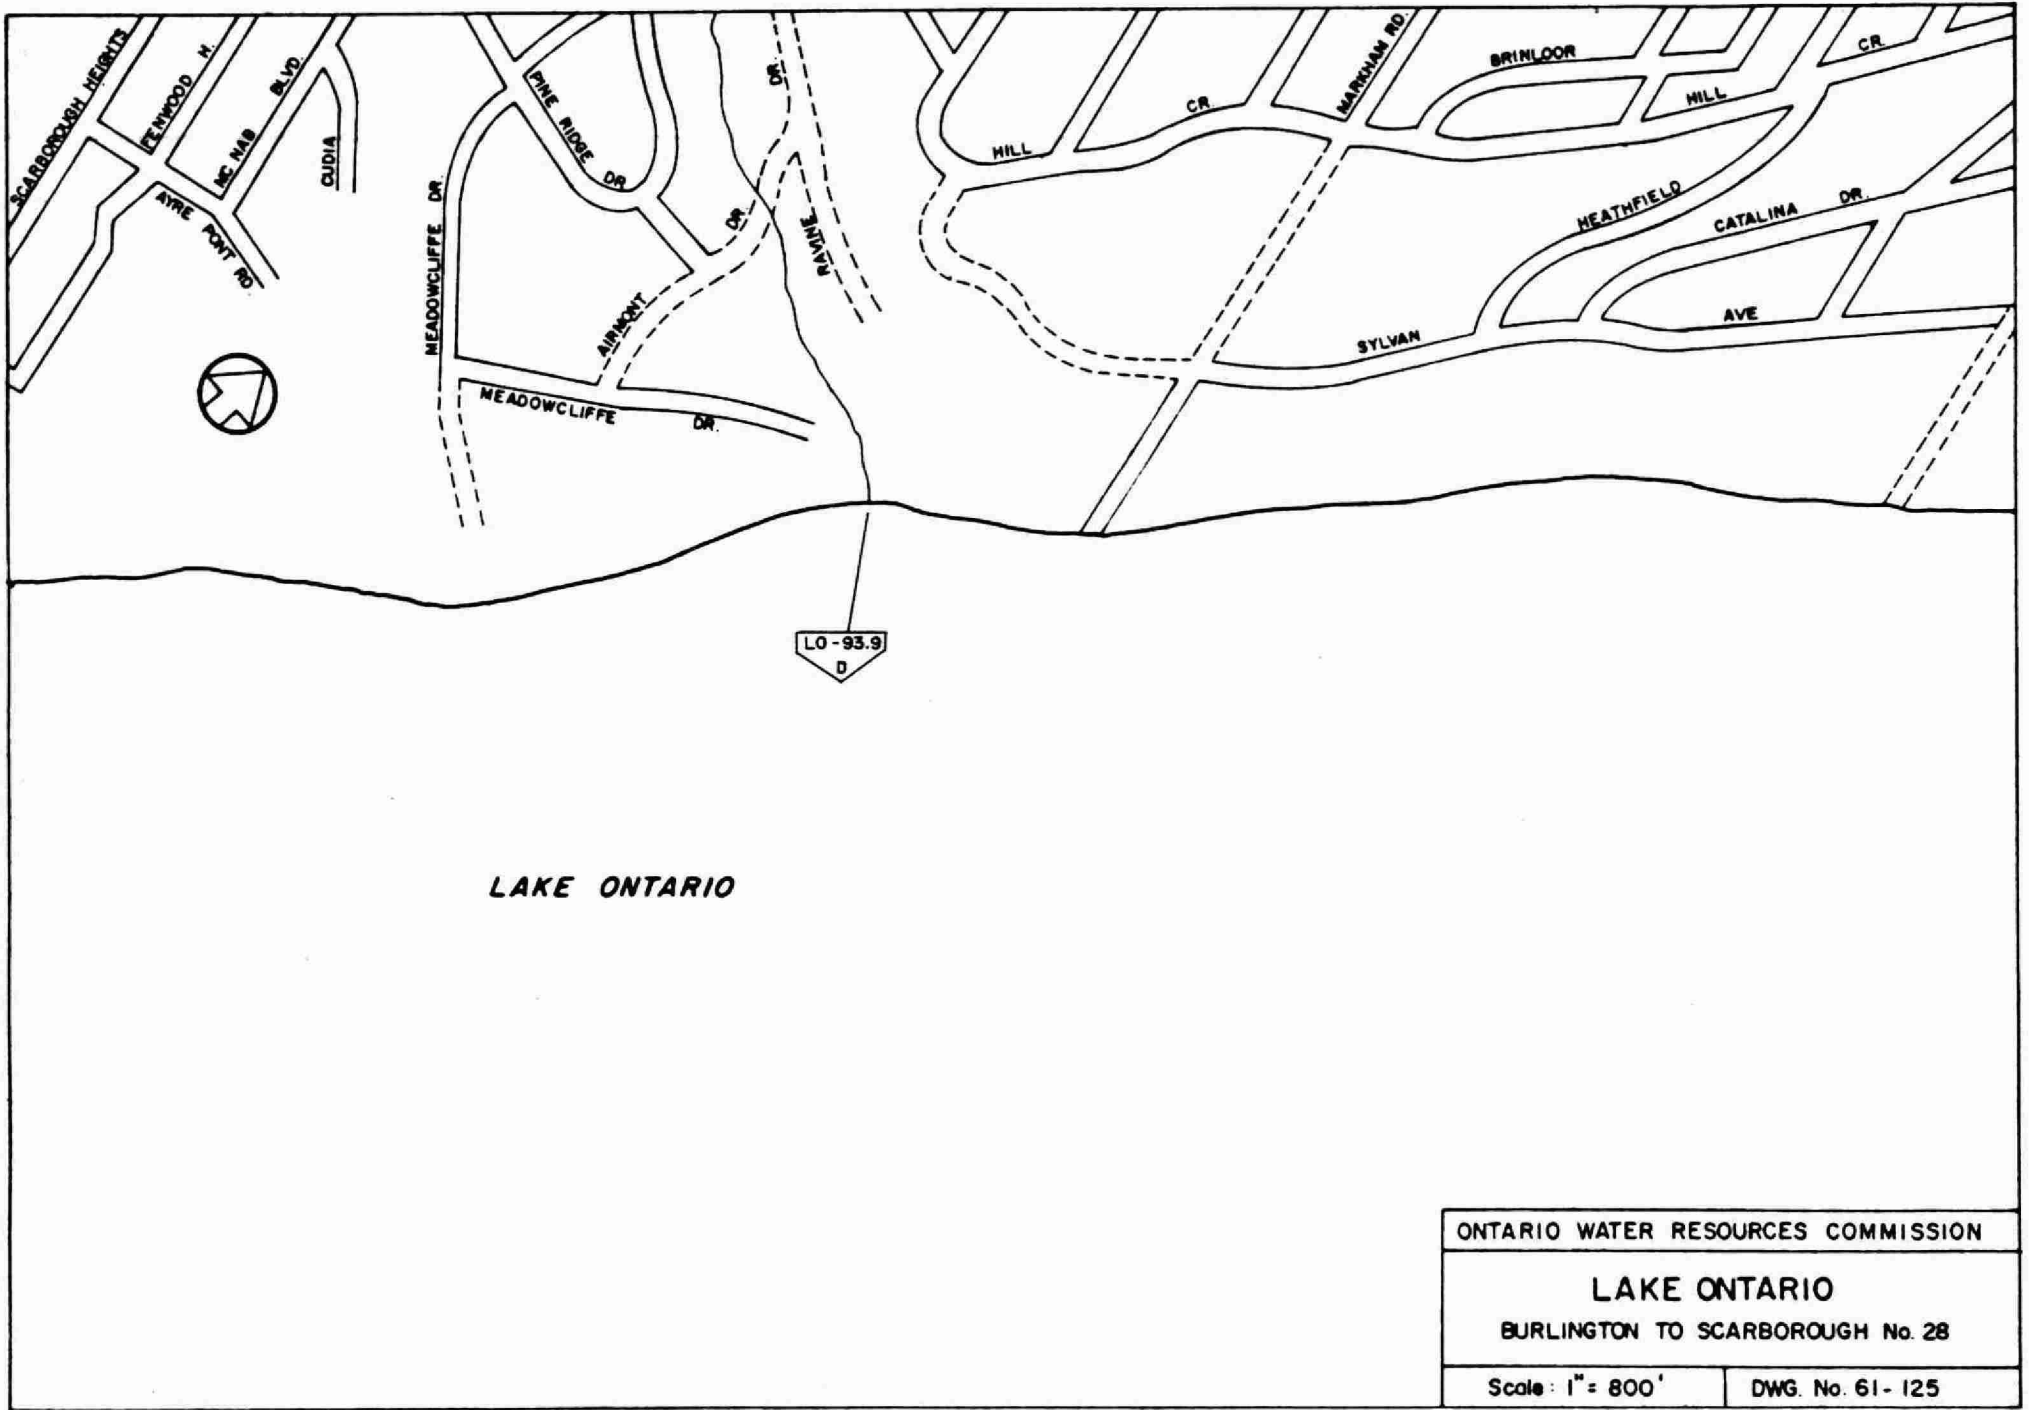 SCARBOROUGH HEIGHTS
FENWOOD H.
MC NAB BLVD.
CUDIA
AYRE PONT RD
PINE RIDGE DR
MEADOWCLIFFE DR.
AIRMONT DR.
RAVINE DR.
MEADOWCLIFFE DR.
HILL CR.
MARKHAM RD.
BRINLOOR
HILL CR.
HEATHFIELD
CATALINA DR.
SYLVAN AVE
LO-93.9
D
LAKE ONTARIO
ONTARIO WATER RESOURCES COMMISSION
LAKE ONTARIO
BURLINGTON TO SCARBOROUGH No. 28
Scale : 1" = 800'
DWG. No. 61-125